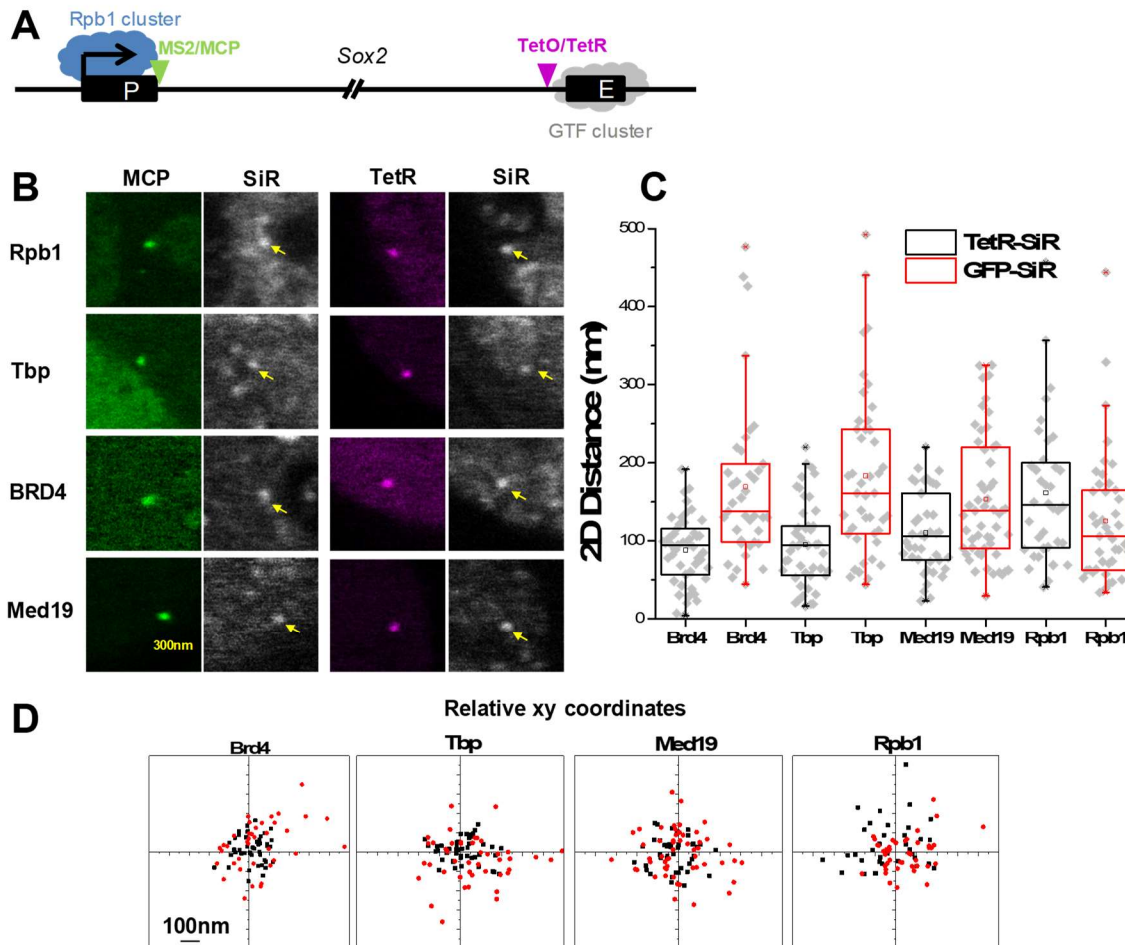 A
Rpb1 cluster
MS2/MCP
P
Sox2
TetO/TetR
E
GTF cluster
B
MCP SiR TetR SiR
Rpb1
Tbp
BRD4
Med19
300nm
C
2D Distance (nm)
500
400
300
200
100
0
TetR-SiR
GFP-SiR
Brd4 Brd4 Tbp Tbp Med19 Med19 Rpb1 Rpb1
D
Relative xy coordinates
Brd4 Tbp Med19 Rpb1
100nm